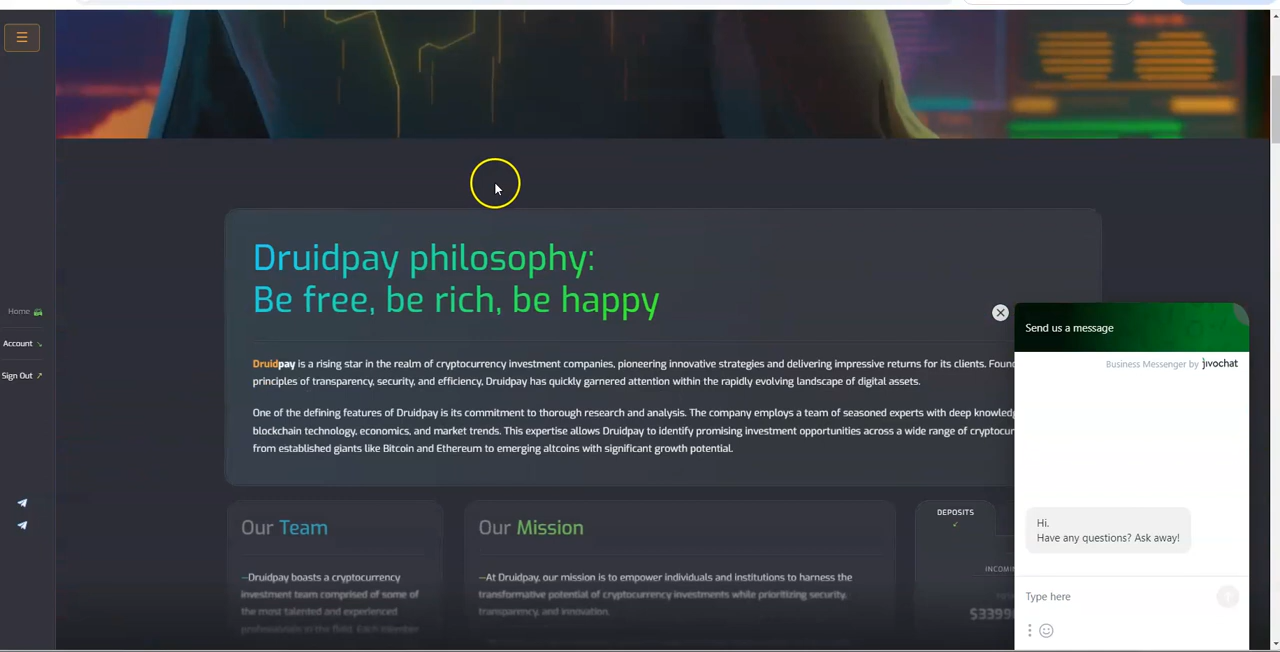 Home
Account
Sign Out
Druidpay philosophy:
Be free, be rich, be happy
Druidpay is a rising star in the realm of cryptocurrency investment companies, pioneering innovative strategies and delivering impressive returns for its clients.
principles of transparency, security, and efficiency, Druidpay has quickly garnered attention within the rapidly evolving landscape of digital assets.
One of the defining features of Druidpay is its commitment to thorough research and analysis. The company employs a team of seasoned experts with deep
blockchain technology, economics, and market trends. This expertise allows Druidpay to identify promising investment opportunities across a wide range of
from established giants like Bitcoin and Ethereum to emerging altcoins with significant growth potential.
Our Team
—Druidpay boasts a cryptocurrency
investment team comprised of some of
the most talented and experienced
professionals in the field. Each member
Our Mission
—At Druidpay, our mission is to empower individuals and institutions to harness the
transformative potential of cryptocurrency investments while prioritizing security,
transparency, and innovation.
DEPOSITS
Send us a message
Business Messenger by jivochat
Hi.
Have any questions? Ask away!
Type here